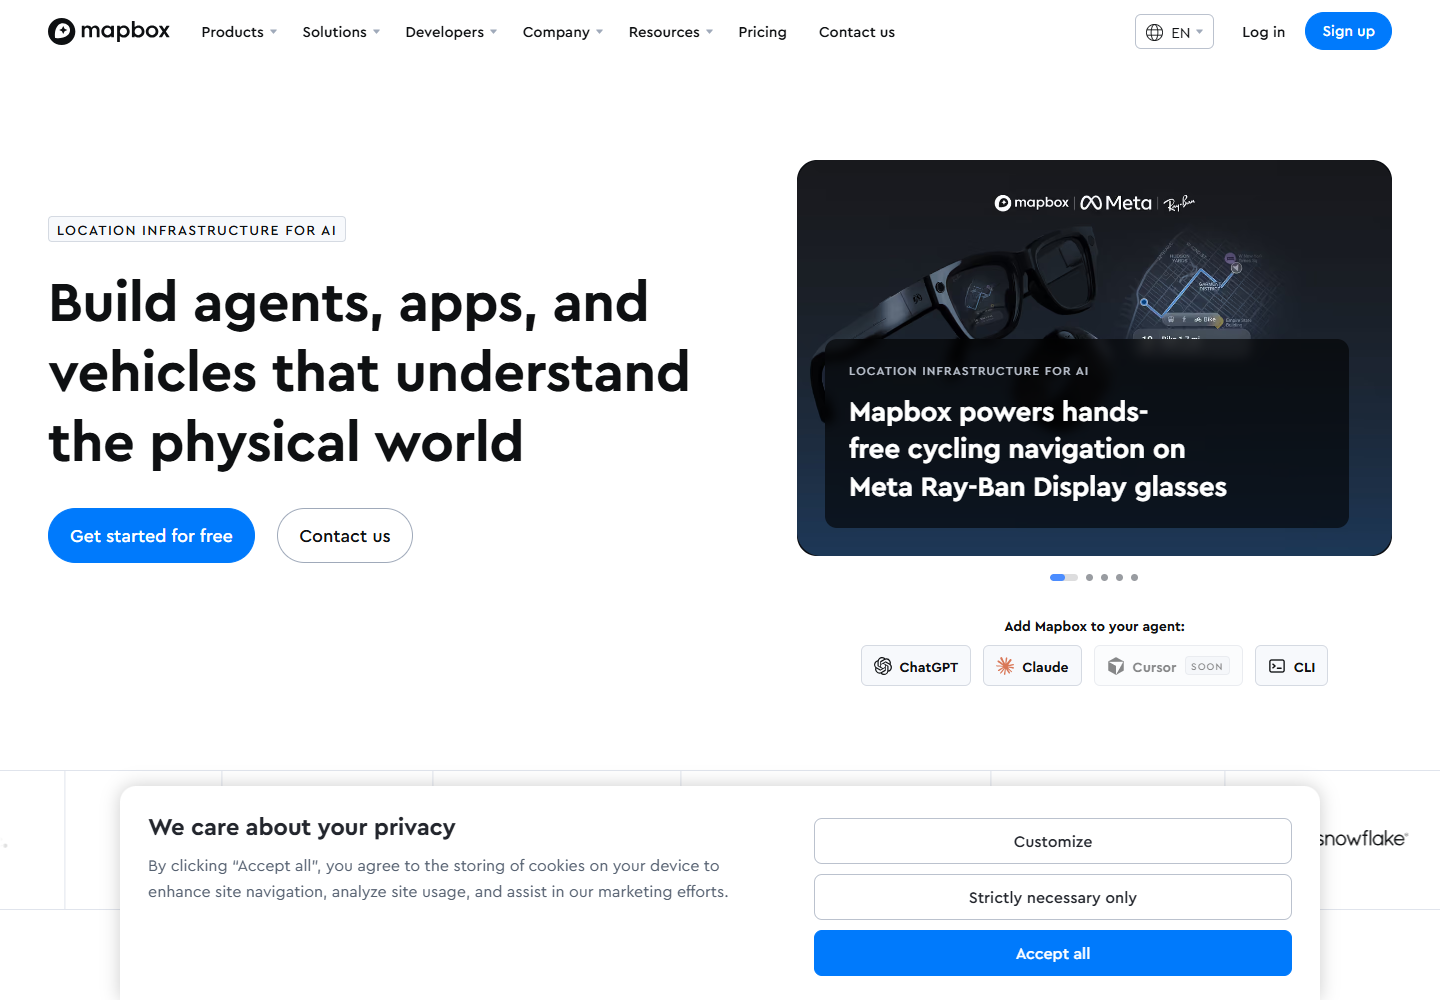 mapbox
Products
Solutions
Developers
Company
Resources
Pricing
Contact us
EN
Log in
Sign up
LOCATION INFRASTRUCTURE FOR AI
Build agents, apps, and
vehicles that understand
the physical world
Get started for free
Contact us
mapbox | Meta | Ray-Ban
GARMENT
DISTRICT
Bike
LOCATION INFRASTRUCTURE FOR AI
Mapbox powers hands-
free cycling navigation on
Meta Ray-Ban Display glasses
Add Mapbox to your agent:
ChatGPT
Claude
Cursor SOON
CLI
snowflake
We care about your privacy
By clicking “Accept all”, you agree to the storing of cookies on your device to
enhance site navigation, analyze site usage, and assist in our marketing efforts.
Customize
Strictly necessary only
Accept all